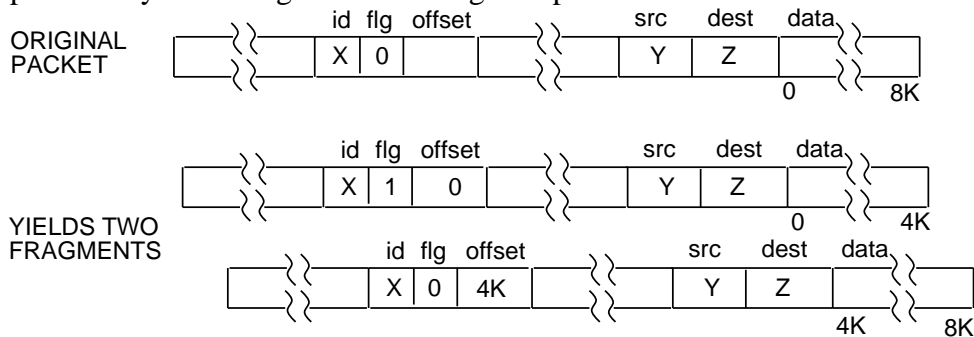 id flg offset src dest data
ORIGINAL
PACKET
X 0 Y Z
0 8K
id flg offset src dest data
X 1 0 Y Z
0 4K
YIELDS TWO
FRAGMENTS
id flg offset src dest data
X 0 4K Y Z
4K 8K